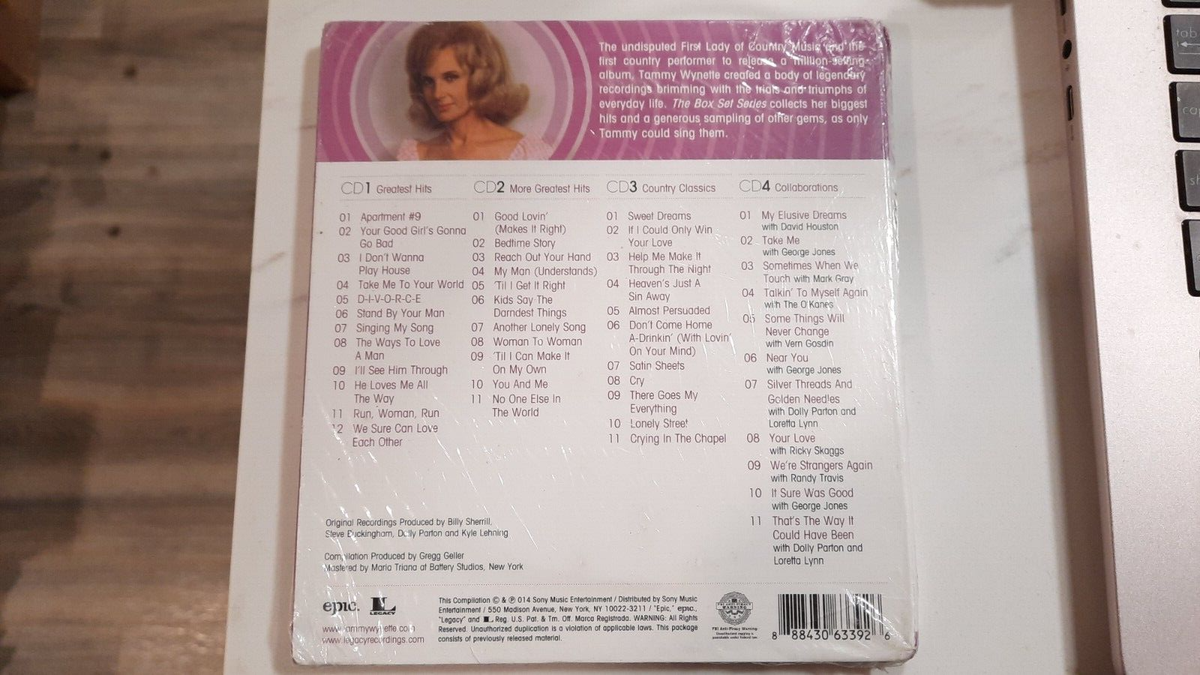 The undisputed First Lady of Country Music and the
first country performer to release a million-selling
album, Tammy Wynette created a body of legendary
recordings brimming with the trials and triumphs of
everyday life. The Box Set Series collects her biggest
hits and a generous sampling of other gems, as only
Tammy could sing them.
CD1 Greatest Hits
01 Apartment #9
02 Your Good Girl's Gonna
Go Bad
03 I Don't Wanna
Play House
04 Take Me To Your World
05 D-I-V-O-R-C-E
06 Stand By Your Man
07 Singing My Song
08 The Ways To Love
A Man
09 I'll See Him Through
10 He Loves Me All
The Way
11 Run, Woman, Run
12 We Sure Can Love
Each Other
CD2 More Greatest Hits
01 Good Lovin'
(Makes It Right)
02 Bedtime Story
03 Reach Out Your Hand
04 My Man (Understands)
05 'Til I Get It Right
06 Kids Say The
Darndest Things
07 Another Lonely Song
08 Woman To Woman
09 'Til I Can Make It
On My Own
10 You And Me
11 No One Else In
The World
CD3 Country Classics
01 Sweet Dreams
02 If I Could Only Win
Your Love
03 Help Me Make It
Through The Night
04 Heaven's Just A
Sin Away
05 Almost Persuaded
06 Don't Come Home
A-Drinkin' (With Lovin'
On Your Mind)
07 Satin Sheets
08 Cry
09 There Goes My
Everything
10 Lonely Street
11 Crying In The Chapel
CD4 Collaborations
01 My Elusive Dreams
with David Houston
02 Take Me
with George Jones
03 Sometimes When We
Touch with Mark Gray
04 Talkin' To Myself Again
with The O'Kanes
05 Some Things Will
Never Change
with Vern Gosdin
06 Near You
with George Jones
07 Silver Threads And
Golden Needles
with Dolly Parton and
Loretta Lynn
08 Your Love
with Ricky Skaggs
09 We're Strangers Again
with Randy Travis
10 It Sure Was Good
with George Jones
11 That's The Way It
Could Have Been
with Dolly Parton and
Loretta Lynn
Original Recordings Produced by Billy Sherrill,
Steve Buckingham, Dolly Parton and Kyle Lehning
Compilation Produced by Gregg Geller
Mastered by Maria Triana at Battery Studios, New York
epic. L LEGACY
www.tammywynette.com
www.legacyrecordings.com
This Compilation © & ℗ 014 Sony Music Entertainment / Distributed by Sony Music
Entertainment / 550 Madison Avenue, New York, NY 10022-3211 / "Epic," epic.,
"Legacy" and L Reg. U.S. Pat. & Tm. Off. Marca Registrada. WARNING: All Rights
Reserved. Unauthorized duplication is a violation of applicable laws. This package
consists of previously released material.
FBI Anti-Piracy Warning
8 88430 63392 6
tab